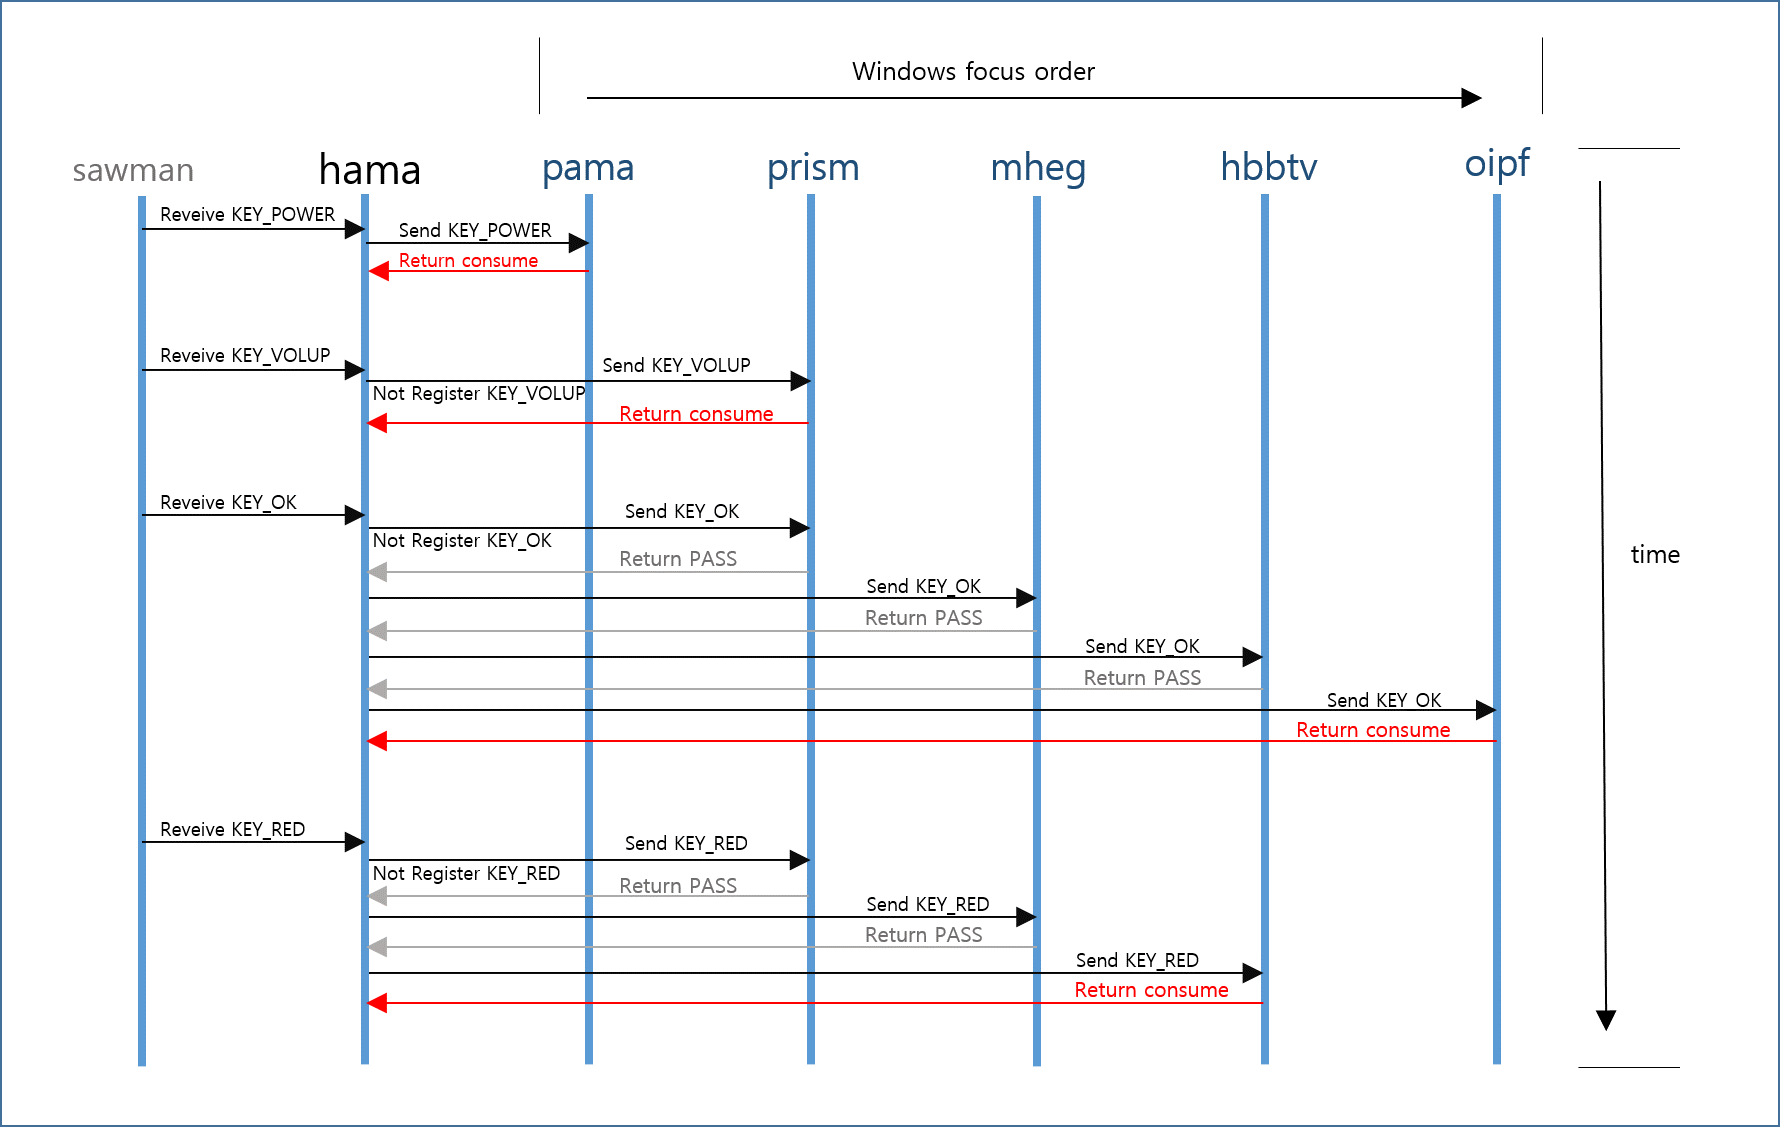 Windows focus order
sawman
hama
pama
prism
mheg
hbbtv
oipf
Reveive KEY_POWER
Send KEY_POWER
Return consume
Reveive KEY_VOLUP
Send KEY_VOLUP
Not Register KEY_VOLUP
Return consume
Reveive KEY_OK
Send KEY_OK
Not Register KEY_OK
Return PASS
time
Send KEY_OK
Return PASS
Send KEY_OK
Return PASS
Send KEY_OK
Return consume
Reveive KEY_RED
Send KEY_RED
Not Register KEY_RED
Return PASS
Send KEY_RED
Return PASS
Send KEY_RED
Return consume